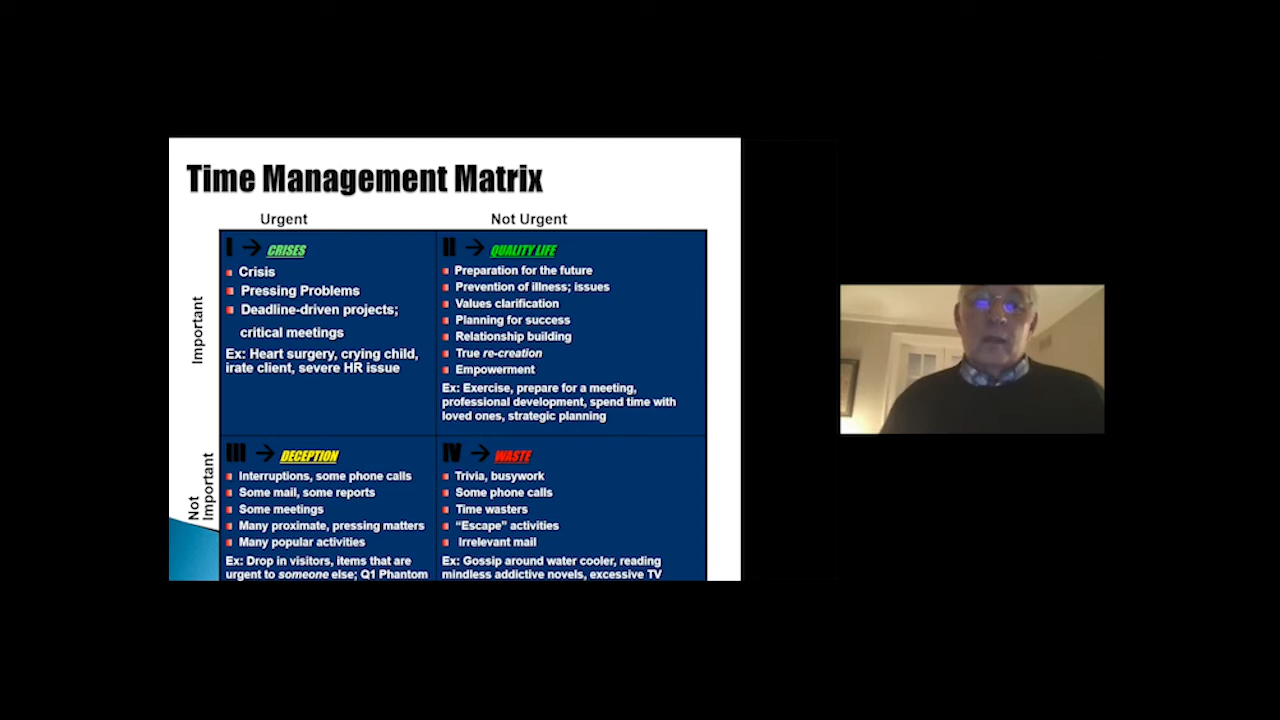 Time Management Matrix
Urgent
Not Urgent
Important
I → CRISES
Crisis
Pressing Problems
Deadline-driven projects;
critical meetings
Ex: Heart surgery, crying child,
irate client, severe HR issue
II → QUALITY LIFE
Preparation for the future
Prevention of illness; issues
Values clarification
Planning for success
Relationship building
True re-creation
Empowerment
Ex: Exercise, prepare for a meeting,
professional development, spend time with
loved ones, strategic planning
Not
Important
III → DECEPTION
Interruptions, some phone calls
Some mail, some reports
Some meetings
Many proximate, pressing matters
Many popular activities
Ex: Drop in visitors, items that are
urgent to someone else; Q1 Phantom
IV → WASTE
Trivia, busywork
Some phone calls
Time wasters
“Escape” activities
Irrelevant mail
Ex: Gossip around water cooler, reading
mindless addictive novels, excessive TV